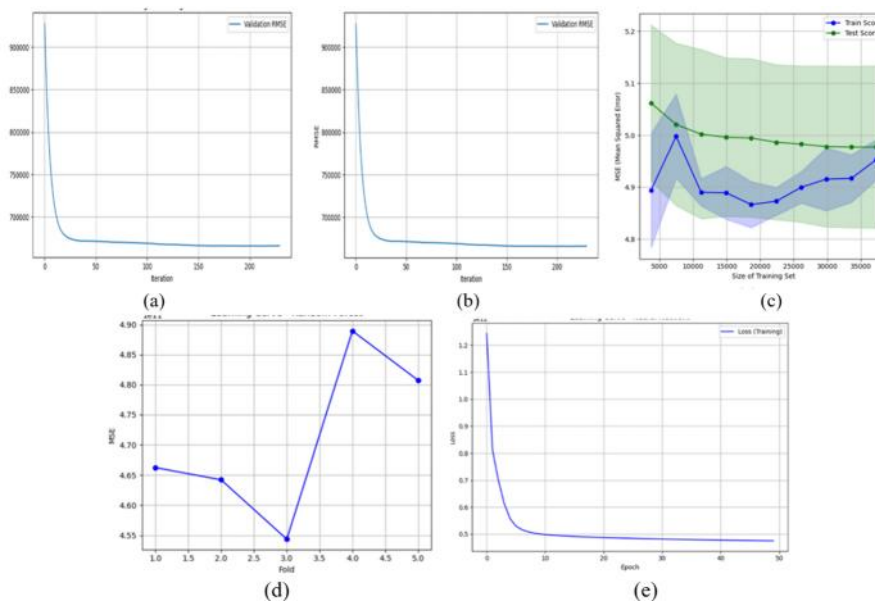 Validation RMSE
900000
850000
800000
750000
700000
0 50 100 150 200
Iteration
(a)
Validation RMSE
900000
850000
800000
750000
700000
RMSE
0 50 100 150 200
Iteration
(b)
Train Sco
Test Scor
5.2
5.1
5.0
4.9
4.8
MSE (Mean Squared Error)
5000 10000 15000 20000 25000 30000 35000
Size of Training Set
(c)
4.90
4.85
4.80
4.75
4.70
4.65
4.60
4.55
MSE
1.0 1.5 2.0 2.5 3.0 3.5 4.0 4.5 5.0
Fold
(d)
Loss (Training)
1.2
1.1
1.0
0.9
0.8
0.7
0.6
0.5
Loss
0 10 20 30 40 50
Epoch
(e)